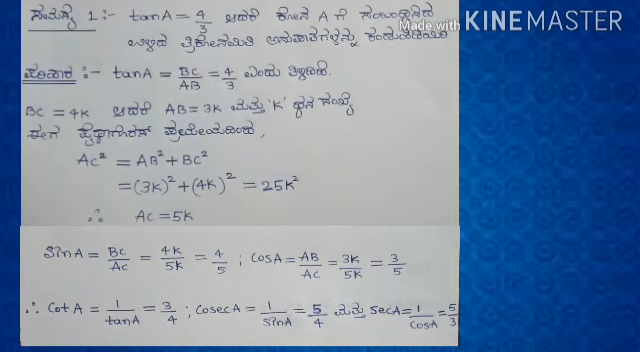 ಸಮಸ್ಯೆ 1:- tanA = 4/3 ಆದರೆ ಕೋನ A ಗೆ ಸಂಬಂಧಿಸಿದ
Made with KINEMASTER
ಉಳಿದ ತ್ರಿಕೋನಮಿತಿ ಅನುಪಾತಗಳನ್ನು ಕಂಡುಹಿಡಿಯಿರಿ
ಪರಿಹಾರ :- tanA = BC/AB = 4/3 ಎಂದು ತಿಳಿದಿದೆ.
BC = 4K ಆದರೆ AB = 3K ಮತ್ತು 'K' ಧನ ಸಂಖ್ಯೆ
ಈಗ ಪೈಥಾಗೊರಸ್ ಪ್ರಮೇಯದಿಂದ,
AC² = AB² + BC²
= (3K)² + (4K)² = 25K²
∴ AC = 5K
SinA = BC/AC = 4K/5K = 4/5 ; COSA = AB/AC = 3K/5K = 3/5
∴ CotA = 1/tanA = 3/4 ; CosecA = 1/SinA = 5/4 ಮತ್ತು SecA = 1/COSA = 5/3